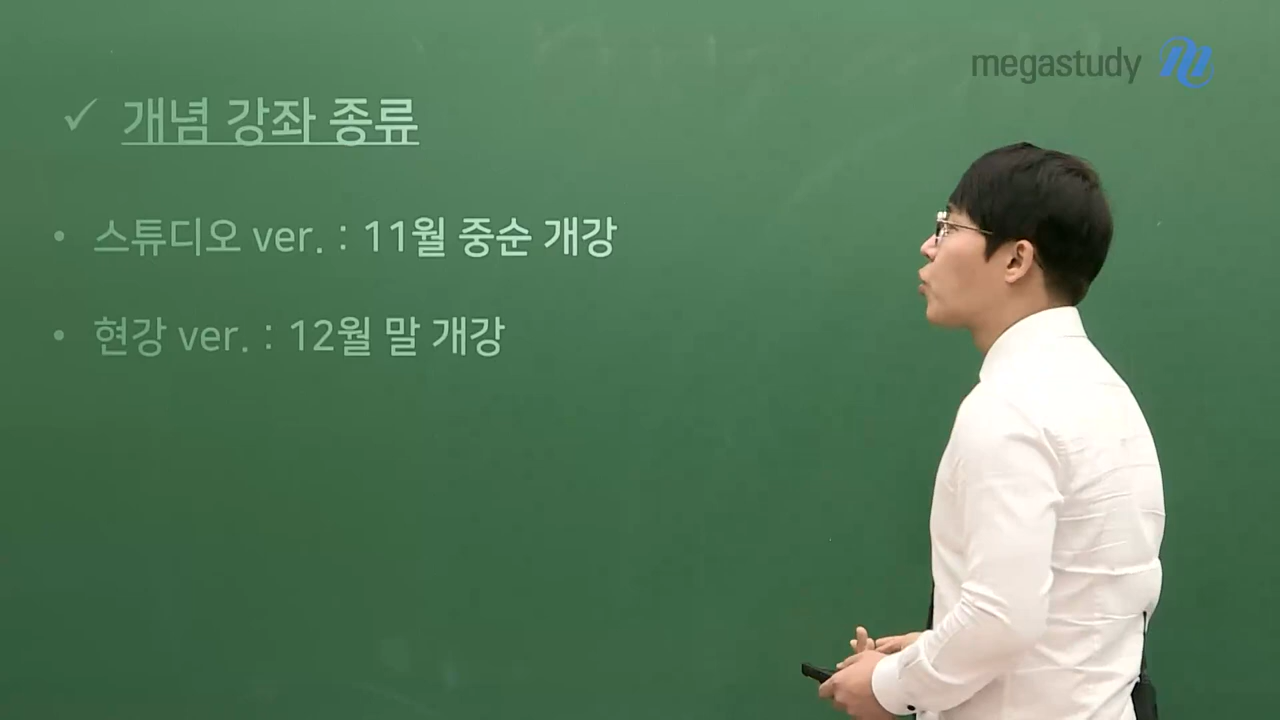 megastudy
✓ 개념 강좌 종류
• 스튜디오 ver. : 11월 중순 개강
• 현강 ver. : 12월 말 개강